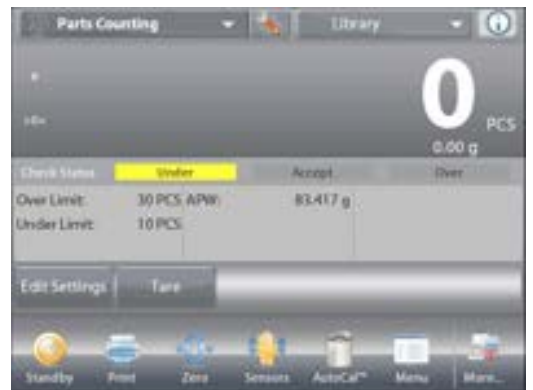 Parts Counting Library
*
>0<
0 PCS
0.00 g
Check Status Under Accept Over
Over Limit: 30 PCS APW: 83.417 g
Under Limit: 10 PCS
Edit Settings Tare
Standby Print Zero Sensors AutoCal™ Menu More...